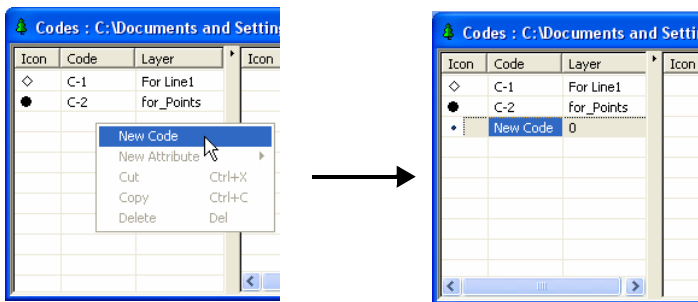 Codes : C:\Documents and Settin
Icon Code Layer Icon
C-1 For Line1
C-2 for_Points
New Code
New Attribute
Cut Ctrl+X
Copy Ctrl+C
Delete Del
Codes : C:\Documents and Setti
Icon Code Layer Icon
C-1 For Line1
C-2 for_Points
New Code 0